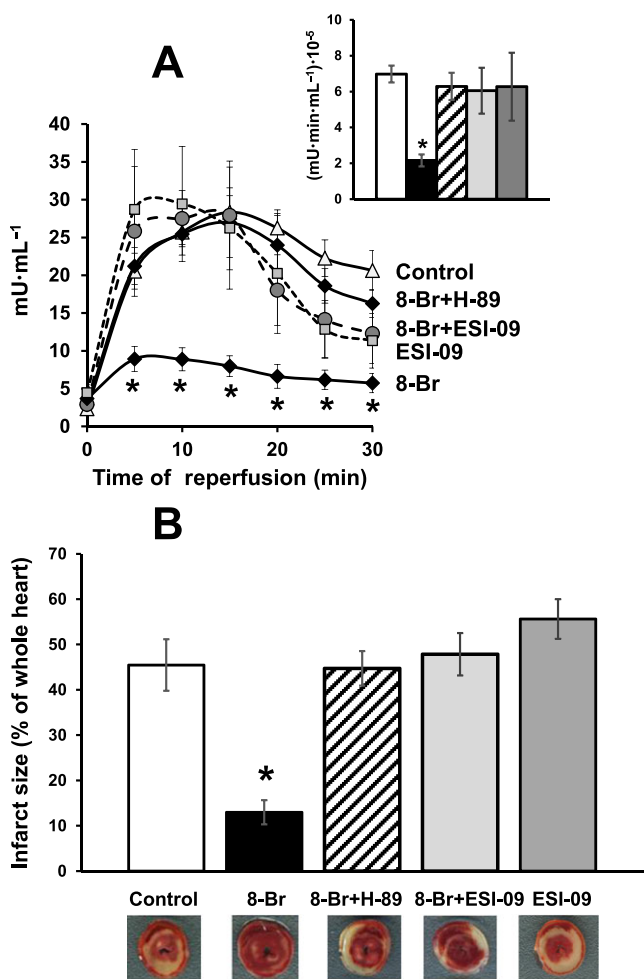 A
(mU·min·mL⁻¹)·10⁻⁵
10
8
6
4
2
0
*
mU·mL⁻¹
40
35
30
25
20
15
10
5
0
Control
8-Br+H-89
8-Br+ESI-09
ESI-09
8-Br
* * * * * *
0 10 20 30
Time of reperfusion (min)
B
Infarct size (% of whole heart)
70
60
50
40
30
20
10
0
*
Control 8-Br 8-Br+H-89 8-Br+ESI-09 ESI-09